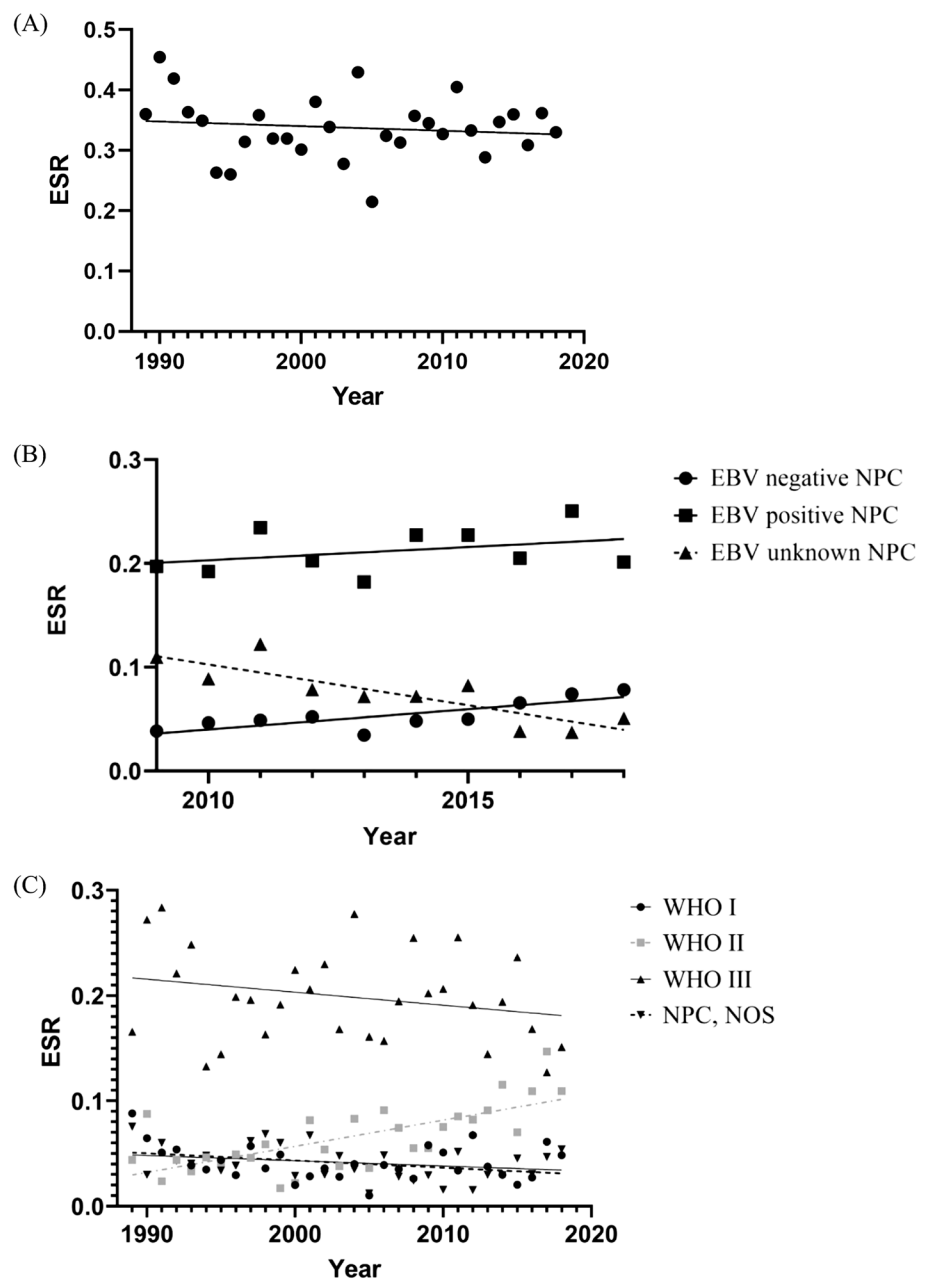 (A)
0.5
0.4
0.3
0.2
0.1
0.0
ESR
1990 2000 2010 2020
Year
(B)
0.3
0.2
0.1
0.0
ESR
2010 2015
Year
EBV negative NPC
EBV positive NPC
EBV unknown NPC
(C)
0.3
0.2
0.1
0.0
ESR
1990 2000 2010 2020
Year
WHO I
WHO II
WHO III
NPC, NOS